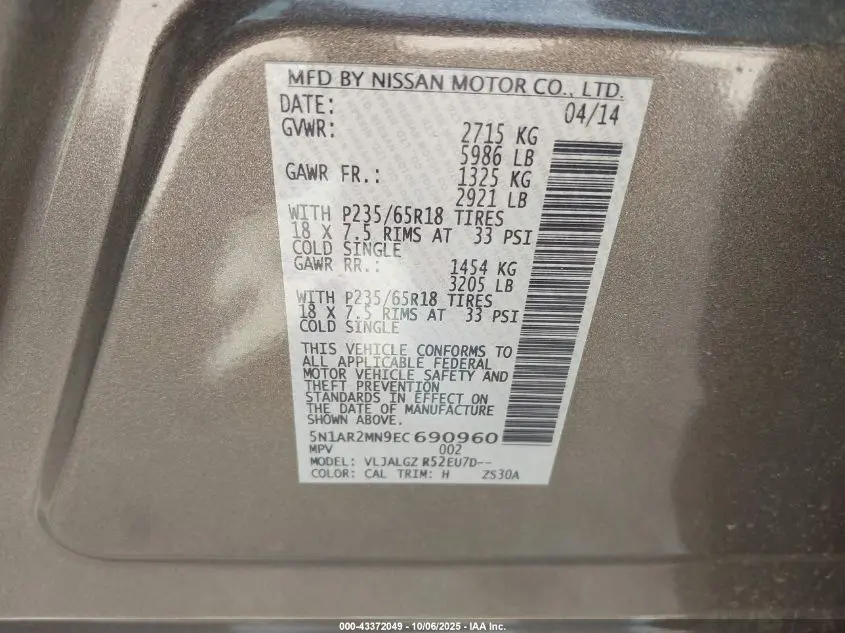 MFD BY NISSAN MOTOR CO., LTD.
DATE: 04/14
GVWR: 2715 KG
5986 LB
GAWR FR.: 1325 KG
2921 LB
WITH P235/65R18 TIRES
18 X 7.5 RIMS AT 33 PSI
COLD SINGLE
GAWR RR.: 1454 KG
3205 LB
WITH P235/65R18 TIRES
18 X 7.5 RIMS AT 33 PSI
COLD SINGLE
THIS VEHICLE CONFORMS TO
ALL APPLICABLE FEDERAL
MOTOR VEHICLE SAFETY AND
THEFT PREVENTION
STANDARDS IN EFFECT ON
THE DATE OF MANUFACTURE
SHOWN ABOVE.
5N1AR2MN9EC690960
MPV 002
MODEL: VLJALGZ R52EU7D--
COLOR: CAL TRIM: H ZS30A
000-43372049 - 10/06/2025 - IAA Inc.